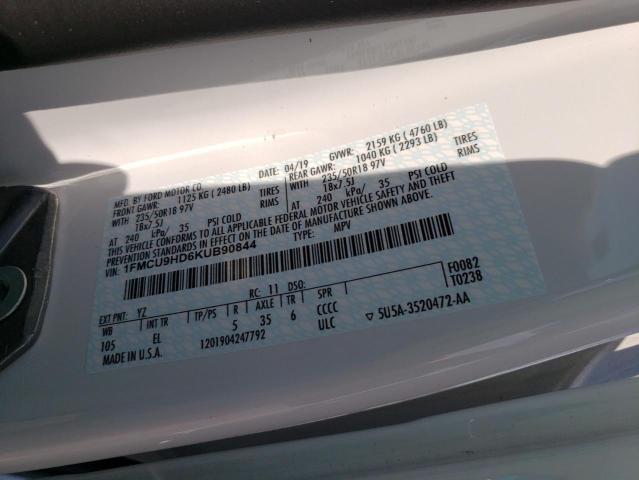 MFD. BY FORD MOTOR CO. DATE: 04/19 GVWR: 2159 KG ( 4760 LB)
FRONT GAWR: 1125 KG ( 2480 LB) REAR GAWR: 1040 KG ( 2293 LB)
WITH 235/50R18 97V TIRES WITH 235/50R18 97V TIRES
18x7.5J RIMS 18x7.5J RIMS
AT 240 kPa/ 35 PSI COLD AT 240 kPa/ 35 PSI COLD
THIS VEHICLE CONFORMS TO ALL APPLICABLE FEDERAL MOTOR VEHICLE SAFETY AND THEFT
PREVENTION STANDARDS IN EFFECT ON THE DATE OF MANUFACTURE SHOWN ABOVE.
VIN: 1FMCU9HD6KUB90844 TYPE: MPV
F0082
T0238
EXT PNT: YZ RC: 11 DSO:
WB INT TR TP/PS R AXLE TR SPR
105 EL 5 35 6 CCCC
MADE IN U.S.A. 1201904247792 ULC 5U5A-3520472-AA